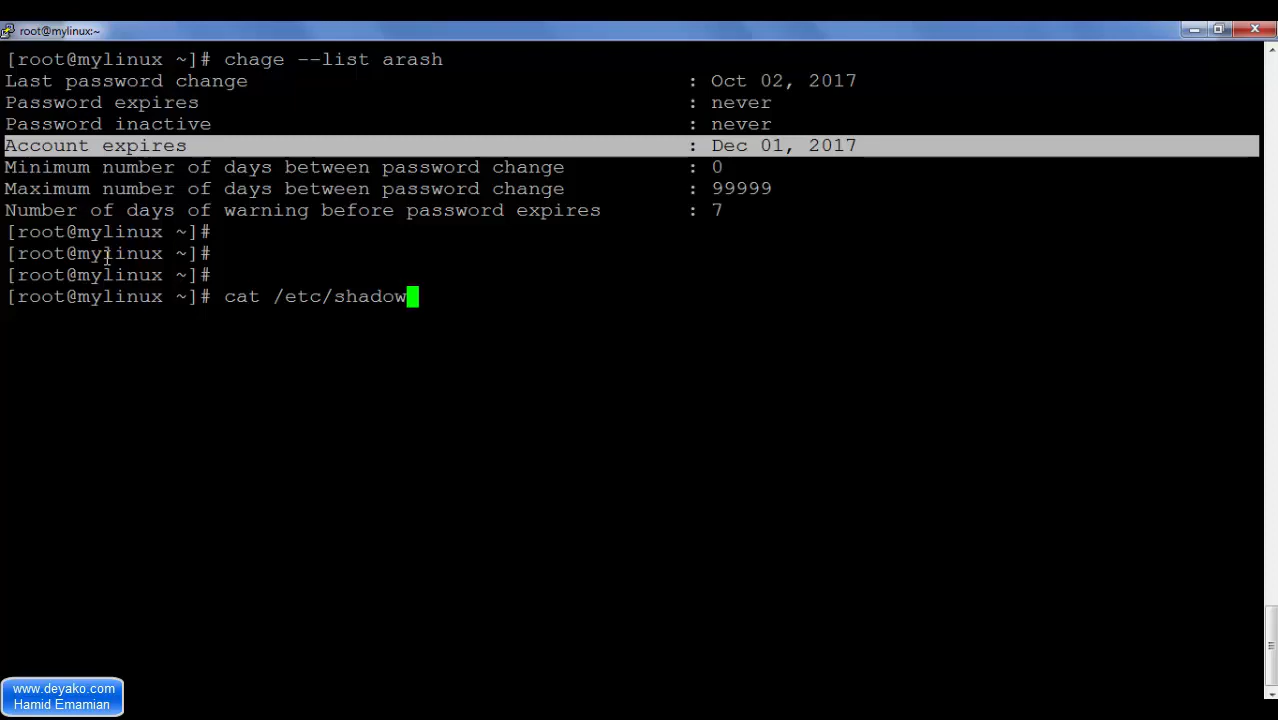 root@mylinux:~
[root@mylinux ~]# chage --list arash
Last password change : Oct 02, 2017
Password expires : never
Password inactive : never
Account expires : Dec 01, 2017
Minimum number of days between password change : 0
Maximum number of days between password change : 99999
Number of days of warning before password expires : 7
[root@mylinux ~]#
[root@mylinux ~]#
[root@mylinux ~]#
[root@mylinux ~]# cat /etc/shadow
www.deyako.com
Hamid Emamian